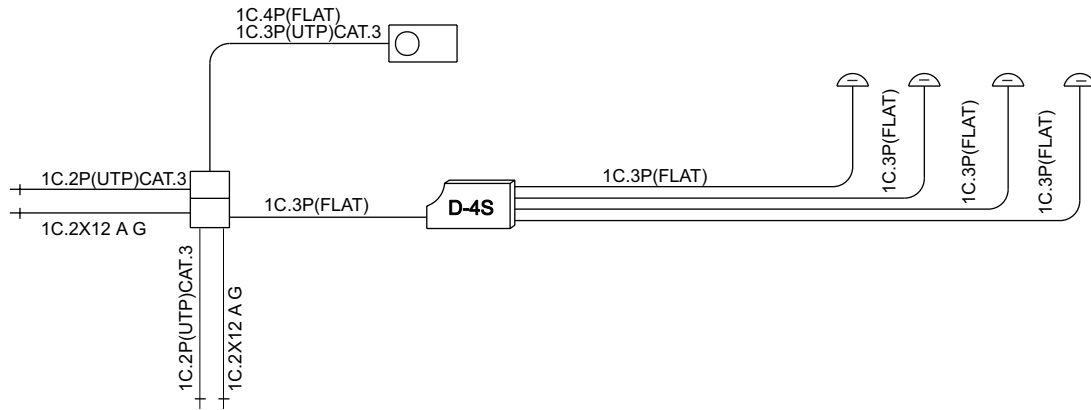 1C.4P(FLAT)
1C.3P(UTP)CAT.3
1C.2P(UTP)CAT.3
1C.2X12 A G
1C.3P(FLAT)
D-4S
1C.3P(FLAT)
1C.3P(FLAT)
1C.3P(FLAT)
1C.3P(FLAT)
1C.2P(UTP)CAT.3
1C.2X12 A G